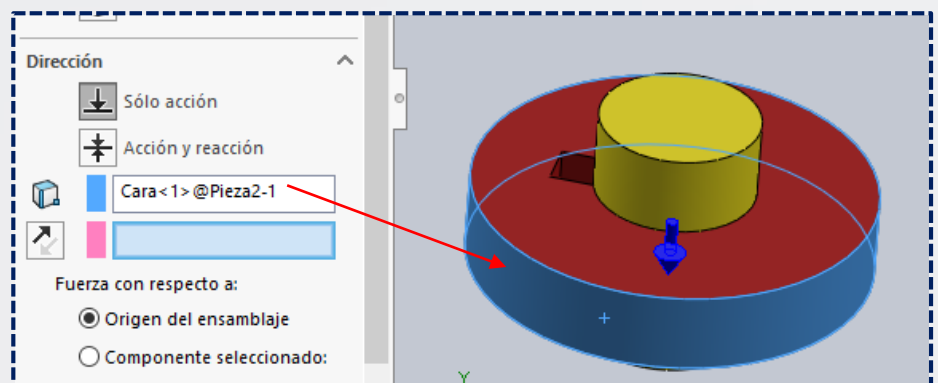 Dirección
Sólo acción
Acción y reacción
Cara<1>@Pieza2-1
Fuerza con respecto a:
Origen del ensamblaje
Componente seleccionado:
Y